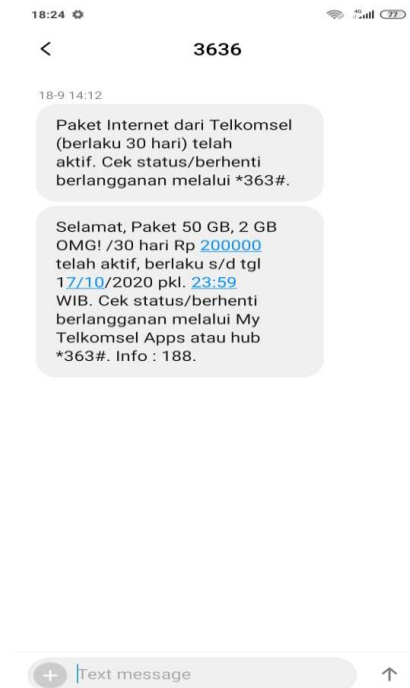 18:24
4G 77
3636
18-9 14:12
Paket Internet dari Telkomsel
(berlaku 30 hari) telah
aktif. Cek status/berhenti
berlangganan melalui *363#.
Selamat, Paket 50 GB, 2 GB
OMG! /30 hari Rp 200000
telah aktif, berlaku s/d tgl
17/10/2020 pkl. 23:59
WIB. Cek status/berhenti
berlangganan melalui My
Telkomsel Apps atau hub
*363#. Info : 188.
Text message